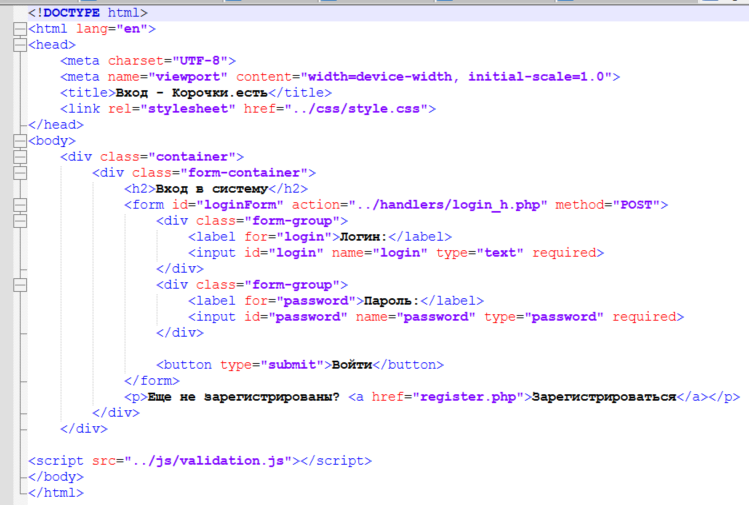 <!DOCTYPE html>
<html lang="en">
<head>
    <meta charset="UTF-8">
    <meta name="viewport" content="width=device-width, initial-scale=1.0">
    <title>Вход - Корочки.есть</title>
    <link rel="stylesheet" href="../css/style.css">
</head>
<body>
    <div class="container">
        <div class="form-container">
            <h2>Вход в систему</h2>
            <form id="loginForm" action="../handlers/login_h.php" method="POST">
                <div class="form-group">
                    <label for="login">Логин:</label>
                    <input id="login" name="login" type="text" required>
                </div>
                <div class="form-group">
                    <label for="password">Пароль:</label>
                    <input id="password" name="password" type="password" required>
                </div>

                <button type="submit">Войти</button>
            </form>
            <p>Еще не зарегистрированы? <a href="register.php">Зарегистрироваться</a></p>
        </div>
    </div>

<script src="../js/validation.js"></script>
</body>
</html>